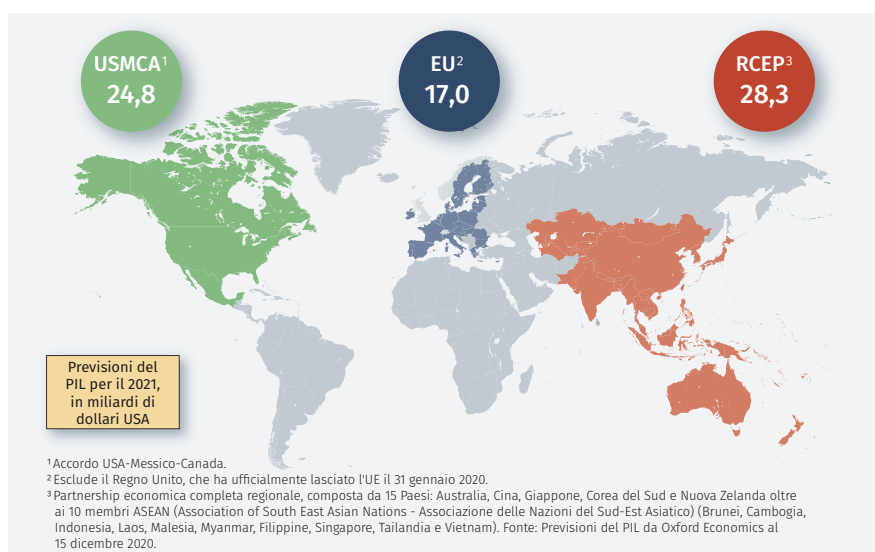 USMCA¹
24,8
EU²
17,0
RCEP³
28,3
Previsioni del
PIL per il 2021,
in miliardi di
dollari USA
¹ Accordo USA-Messico-Canada.
² Esclude il Regno Unito, che ha ufficialmente lasciato l'UE il 31 gennaio 2020.
³ Partnership economica completa regionale, composta da 15 Paesi: Australia, Cina, Giappone, Corea del Sud e Nuova Zelanda oltre
ai 10 membri ASEAN (Association of South East Asian Nations - Associazione delle Nazioni del Sud-Est Asiatico) (Brunei, Cambogia,
Indonesia, Laos, Malesia, Myanmar, Filippine, Singapore, Tailandia e Vietnam). Fonte: Previsioni del PIL da Oxford Economics al
15 dicembre 2020.